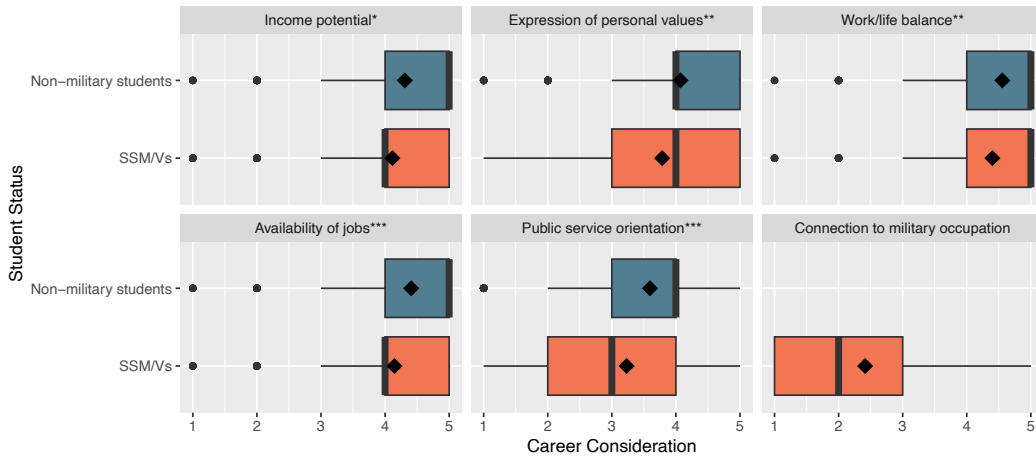 Income potential*
Expression of personal values**
Work/life balance**
Non−military students
SSM/Vs
Availability of jobs***
Public service orientation***
Connection to military occupation
Non−military students
SSM/Vs
1 2 3 4 5
1 2 3 4 5
1 2 3 4 5
Career Consideration
Student Status